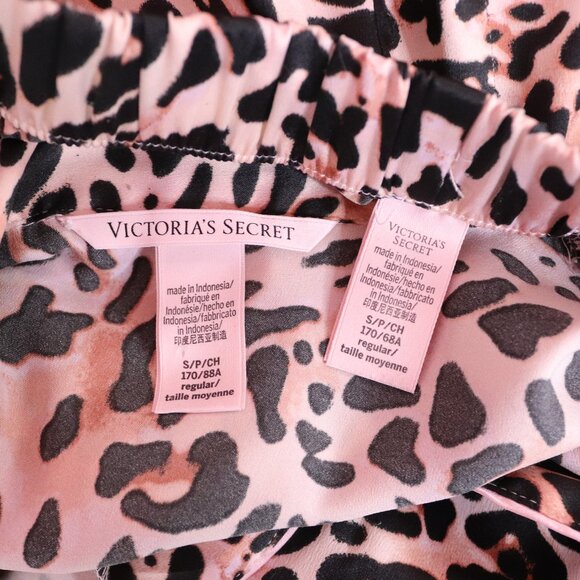 VICTORIA'S SECRET
made in Indonesia/
fabriqué en
Indonésie/hecho en
Indonesia/fabbricato
in Indonesia/
印度尼西亚制造
S/P/CH
170/88A
regular/
taille moyenne
VICTORIA'S
SECRET
made in Indonesia/
fabriqué en
Indonésie/hecho en
Indonesia/fabbricato
in Indonesia/
印度尼西亚制造
S/P/CH
170/68A
regular/
taille moyenne